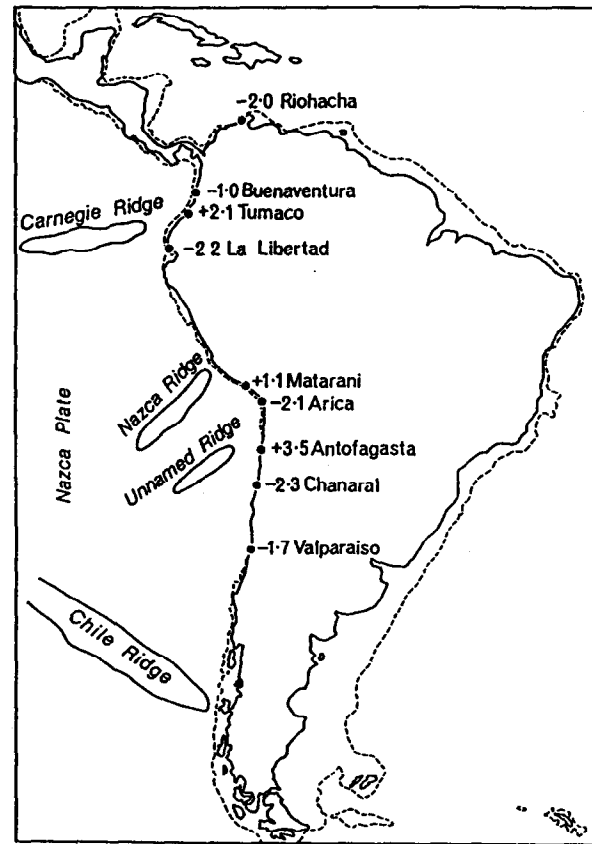 -2·0 Riohacha
-1·0 Buenaventura
Carnegie Ridge
+2·1 Tumaco
-2 2 La Libertad
Nazca Ridge
+1·1 Matarani
-2·1 Arica
Nazca Plate
Unnamed Ridge
+3·5 Antofagasta
-2·3 Chanaral
-1·7 Valparaiso
Chile Ridge